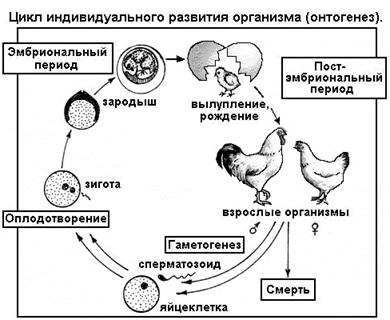 Цикл индивидуального развития организма (онтогенез).
Эмбриональный
период
Пост-
эмбриональный
период
зародыш
вылупление,
рождение
зигота
Оплодотворение
взрослые организмы
♂
♀
Гаметогенез
сперматозоид
яйцеклетка
Смерть